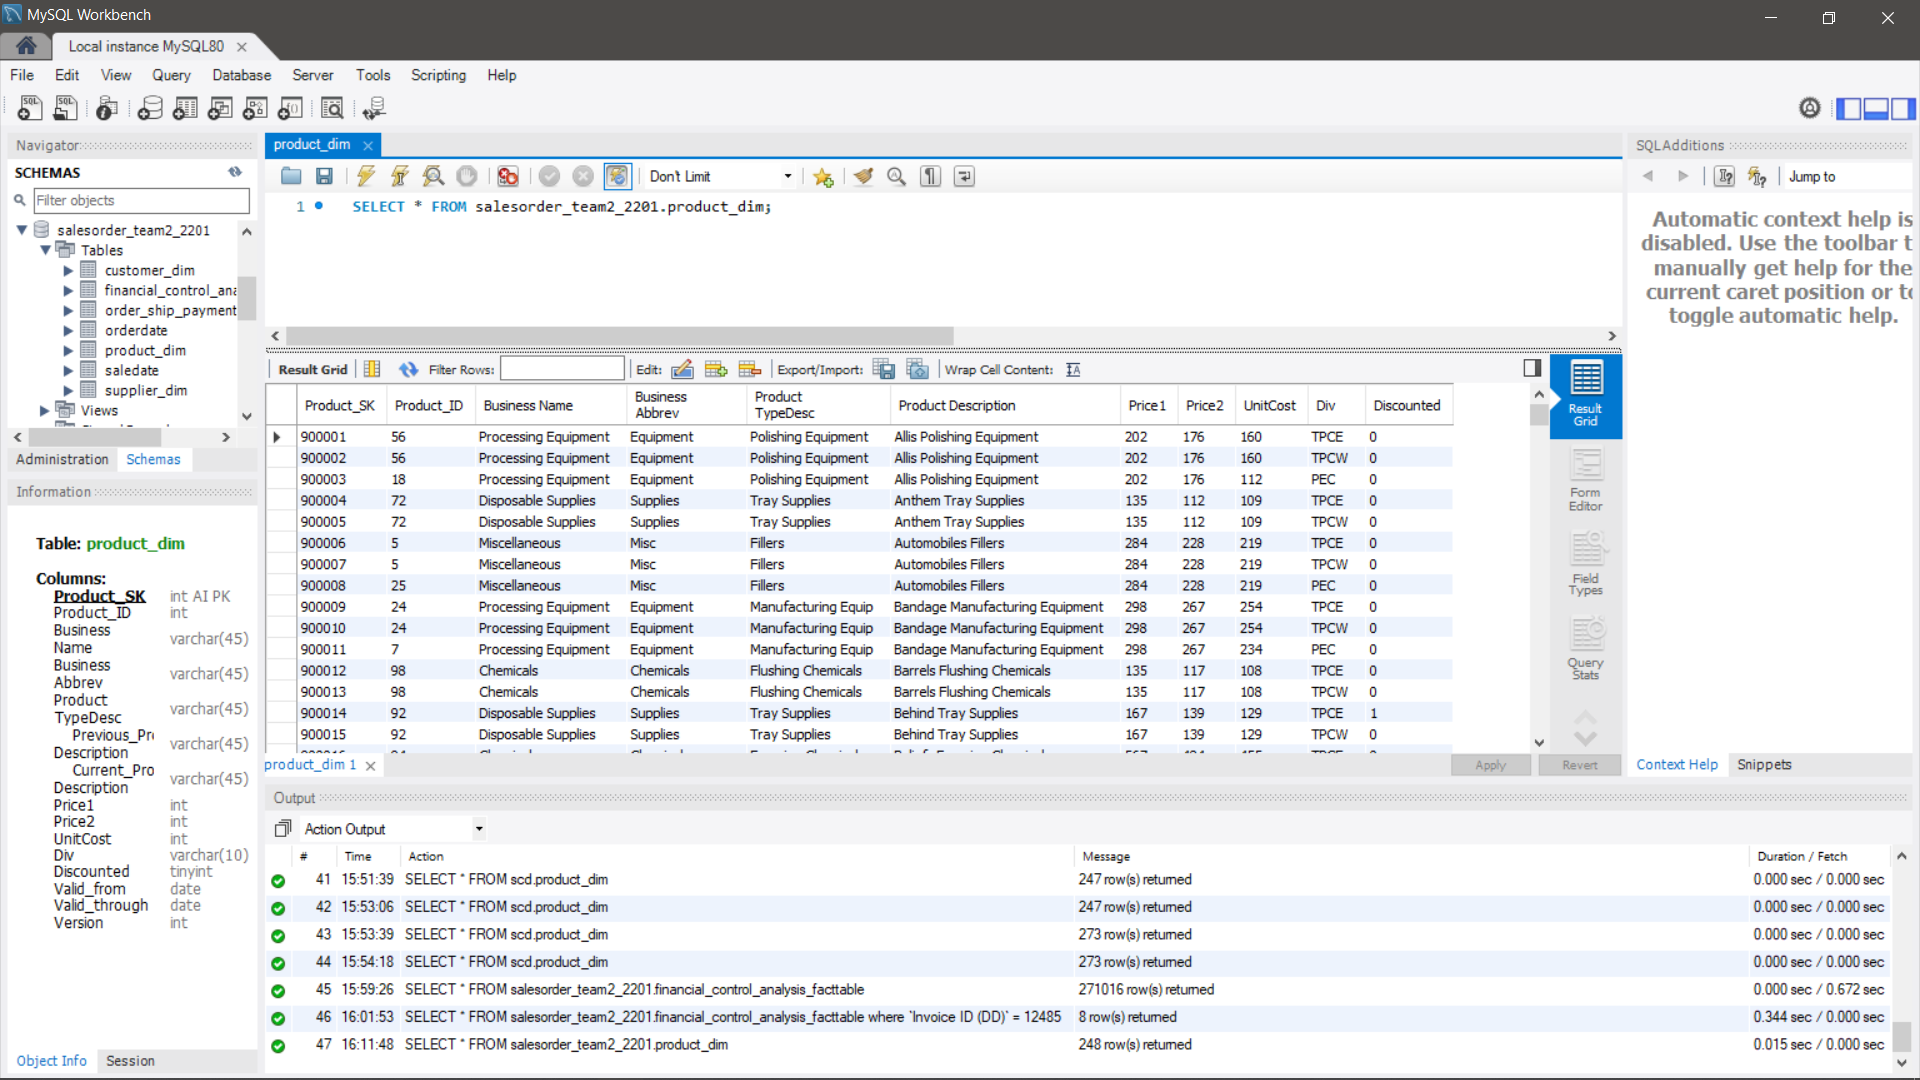 MySQL Workbench
Local instance MySQL80
File Edit View Query Database Server Tools Scripting Help
Navigator
SCHEMAS
Filter objects
salesorder_team2_2201
Tables
customer_dim
financial_control_ana
order_ship_payment
orderdate
product_dim
saledate
supplier_dim
Views
Administration Schemas
Information
Table: product_dim
Columns:
Product_SK int AI PK
Product_ID int
Business Name varchar(45)
Business Abbrev varchar(45)
Product TypeDesc varchar(45)
Previous_Pr
Description varchar(45)
Current_Pro
Description varchar(45)
Price1 int
Price2 int
UnitCost int
Div varchar(10)
Discounted tinyint
Valid_from date
Valid_through date
Version int
Object Info Session
product_dim
Don't Limit
1 SELECT * FROM salesorder_team2_2201.product_dim;
Result Grid Filter Rows: Edit: Export/Import: Wrap Cell Content:
Product_SK Product_ID Business Name Business Abbrev Product TypeDesc Product Description Price1 Price2 UnitCost Div Discounted
900001 56 Processing Equipment Equipment Polishing Equipment Allis Polishing Equipment 202 176 160 TPCE 0
900002 56 Processing Equipment Equipment Polishing Equipment Allis Polishing Equipment 202 176 160 TPCW 0
900003 18 Processing Equipment Equipment Polishing Equipment Allis Polishing Equipment 202 176 112 PEC 0
900004 72 Disposable Supplies Supplies Tray Supplies Anthem Tray Supplies 135 112 109 TPCE 0
900005 72 Disposable Supplies Supplies Tray Supplies Anthem Tray Supplies 135 112 109 TPCW 0
900006 5 Miscellaneous Misc Fillers Automobiles Fillers 284 228 219 TPCE 0
900007 5 Miscellaneous Misc Fillers Automobiles Fillers 284 228 219 TPCW 0
900008 25 Miscellaneous Misc Fillers Automobiles Fillers 284 228 219 PEC 0
900009 24 Processing Equipment Equipment Manufacturing Equip Bandage Manufacturing Equipment 298 267 254 TPCE 0
900010 24 Processing Equipment Equipment Manufacturing Equip Bandage Manufacturing Equipment 298 267 254 TPCW 0
900011 7 Processing Equipment Equipment Manufacturing Equip Bandage Manufacturing Equipment 298 267 234 PEC 0
900012 98 Chemicals Chemicals Flushing Chemicals Barrels Flushing Chemicals 135 117 108 TPCE 0
900013 98 Chemicals Chemicals Flushing Chemicals Barrels Flushing Chemicals 135 117 108 TPCW 0
900014 92 Disposable Supplies Supplies Tray Supplies Behind Tray Supplies 167 139 129 TPCE 1
900015 92 Disposable Supplies Supplies Tray Supplies Behind Tray Supplies 167 139 129 TPCW 0
product_dim 1
Apply Revert
Result Grid
Form Editor
Field Types
Query Stats
SQLAdditions
Jump to
Automatic context help is
disabled. Use the toolbar t
manually get help for the
current caret position or to
toggle automatic help.
Context Help Snippets
Output
Action Output
# Time Action Message Duration / Fetch
41 15:51:39 SELECT * FROM scd.product_dim 247 row(s) returned 0.000 sec / 0.000 sec
42 15:53:06 SELECT * FROM scd.product_dim 247 row(s) returned 0.000 sec / 0.000 sec
43 15:53:39 SELECT * FROM scd.product_dim 273 row(s) returned 0.000 sec / 0.000 sec
44 15:54:18 SELECT * FROM scd.product_dim 273 row(s) returned 0.000 sec / 0.000 sec
45 15:59:26 SELECT * FROM salesorder_team2_2201.financial_control_analysis_facttable 271016 row(s) returned 0.000 sec / 0.672 sec
46 16:01:53 SELECT * FROM salesorder_team2_2201.financial_control_analysis_facttable where `Invoice ID (DD)` = 12485 8 row(s) returned 0.344 sec / 0.000 sec
47 16:11:48 SELECT * FROM salesorder_team2_2201.product_dim 248 row(s) returned 0.015 sec / 0.000 sec